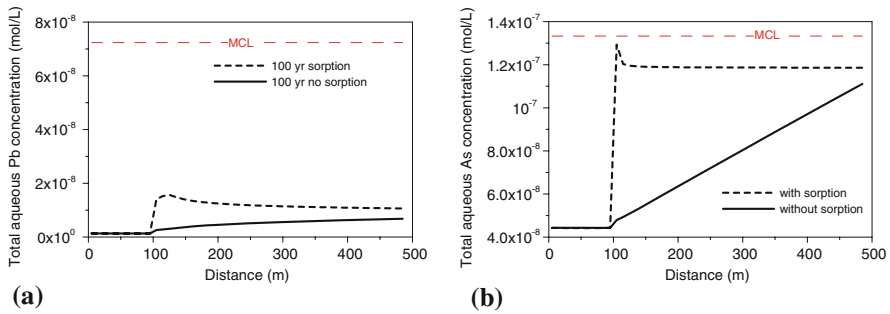 Total aqueous Pb concentration (mol/L)
8x10⁻⁸
6x10⁻⁸
4x10⁻⁸
2x10⁻⁸
0x10⁰
MCL
100 yr sorption
100 yr no sorption
0 100 200 300 400 500
Distance (m)
(a)
Total aqueous As concentration (mol/L)
1.4x10⁻⁷
1.2x10⁻⁷
10⁻⁷
8.0x10⁻⁸
6.0x10⁻⁸
4.0x10⁻⁸
MCL
with sorption
without sorption
0 100 200 300 400 500
Distance (m)
(b)